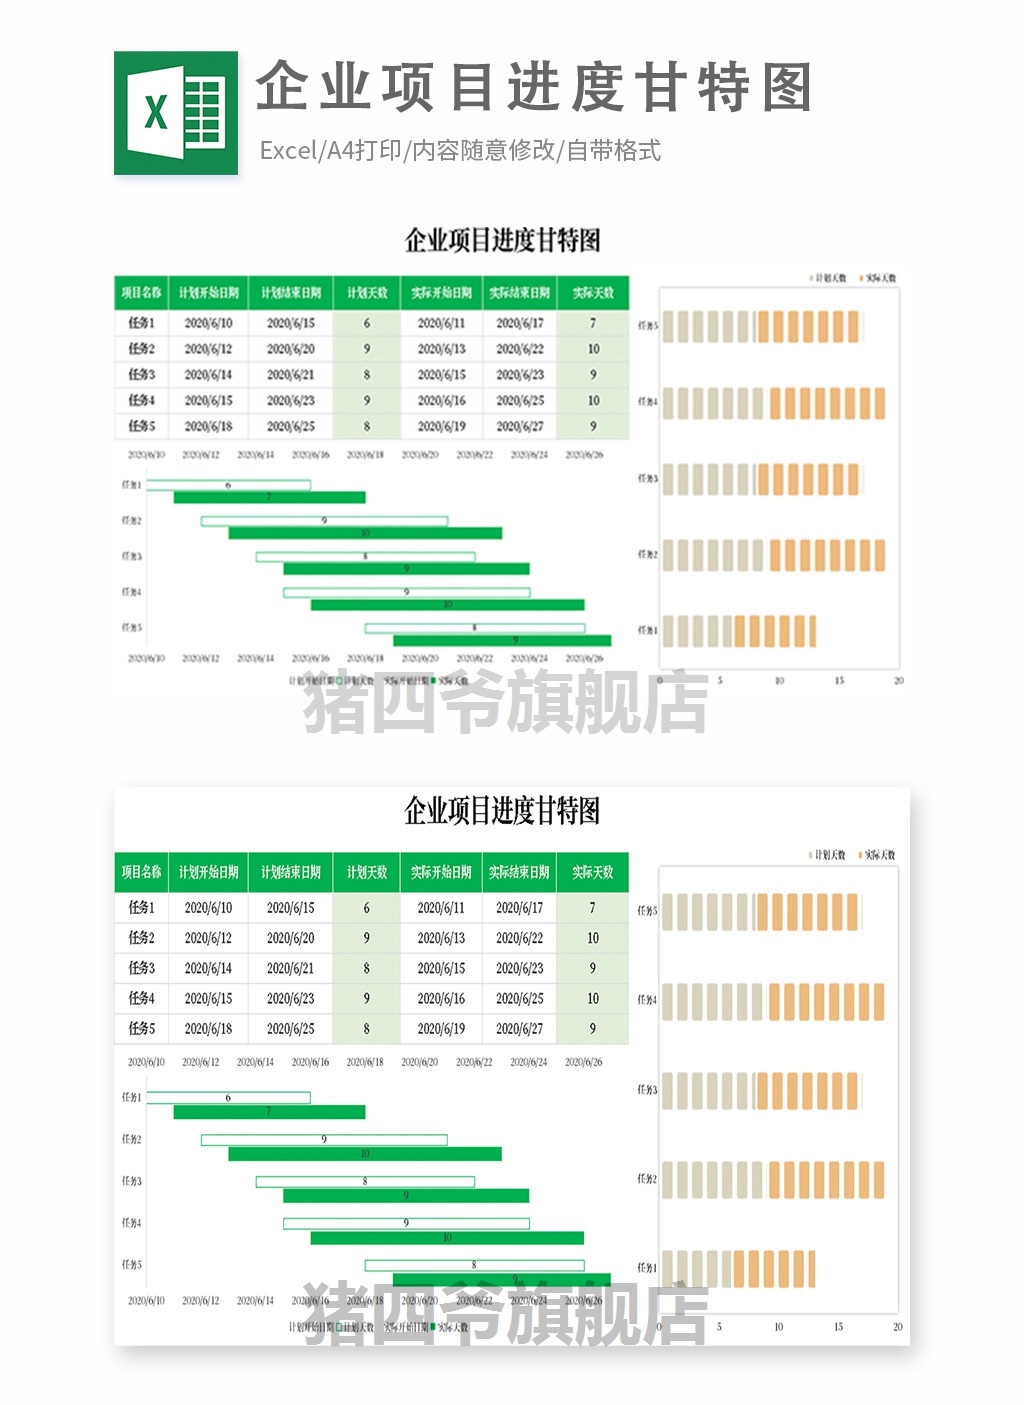 企业项目进度甘特图
Excel/A4打印/内容随意修改/自带格式
企业项目进度甘特图
项目名称 计划开始日期 计划结束日期 计划天数 实际开始日期 实际结束日期 实际天数
任务1 2020/6/10 2020/6/15 6 2020/6/11 2020/6/17 7
任务2 2020/6/12 2020/6/20 9 2020/6/13 2020/6/22 10
任务3 2020/6/14 2020/6/21 8 2020/6/15 2020/6/23 9
任务4 2020/6/15 2020/6/23 9 2020/6/16 2020/6/25 10
任务5 2020/6/18 2020/6/25 8 2020/6/19 2020/6/27 9
2020/6/10 2020/6/12 2020/6/14 2020/6/16 2020/6/18 2020/6/20 2020/6/22 2020/6/24 2020/6/26
任务1 6
7
任务2 9
10
任务3 8
9
任务4 9
10
任务5 8
9
2020/6/10 2020/6/12 2020/6/14 2020/6/16 2020/6/18 2020/6/20 2020/6/22 2020/6/24 2020/6/26
计划开始日期 计划天数 实际开始日期 实际天数
计划天数 实际天数
任务5
任务4
任务3
任务2
任务1
0 5 10 15 20
猪四爷旗舰店
企业项目进度甘特图
项目名称 计划开始日期 计划结束日期 计划天数 实际开始日期 实际结束日期 实际天数
任务1 2020/6/10 2020/6/15 6 2020/6/11 2020/6/17 7
任务2 2020/6/12 2020/6/20 9 2020/6/13 2020/6/22 10
任务3 2020/6/14 2020/6/21 8 2020/6/15 2020/6/23 9
任务4 2020/6/15 2020/6/23 9 2020/6/16 2020/6/25 10
任务5 2020/6/18 2020/6/25 8 2020/6/19 2020/6/27 9
2020/6/10 2020/6/12 2020/6/14 2020/6/16 2020/6/18 2020/6/20 2020/6/22 2020/6/24 2020/6/26
任务1 6
7
任务2 9
10
任务3 8
9
任务4 9
10
任务5 8
9
2020/6/10 2020/6/12 2020/6/14 2020/6/16 2020/6/18 2020/6/20 2020/6/22 2020/6/24 2020/6/26
计划开始日期 计划天数 实际开始日期 实际天数
计划天数 实际天数
任务5
任务4
任务3
任务2
任务1
0 5 10 15 20
猪四爷旗舰店